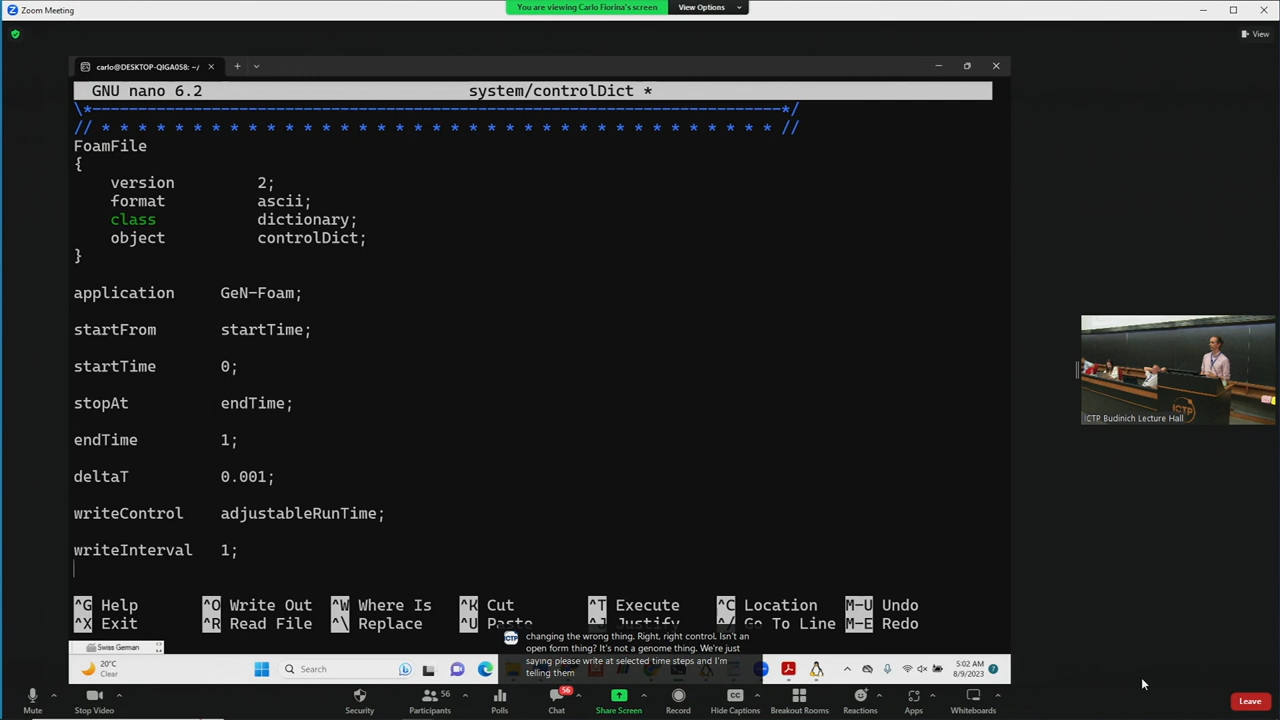 Zoom Meeting
You are viewing Carlo Fiorina's screen
View Options
View
carlo@DESKTOP-QIGA058: ~/
GNU nano 6.2 system/controlDict *
\*---------------------------------------------------------------------------*/
// * * * * * * * * * * * * * * * * * * * * * * * * * * * * * * * * * * * * * //
FoamFile
{
version 2;
format ascii;
class dictionary;
object controlDict;
}
application GeN-Foam;
startFrom startTime;
startTime 0;
stopAt endTime;
endTime 1;
deltaT 0.001;
writeControl adjustableRunTime;
writeInterval 1;
ICTP
ICTP Budinich Lecture Hall
^G Help ^O Write Out ^W Where Is ^K Cut ^T Execute ^C Location M-U Undo
^X Exit ^R Read File ^\ Replace ^U Paste ^J Justify ^/ Go To Line M-E Redo
ICTP changing the wrong thing. Right, right control. Isn't an
open form thing? It's not a genome thing. We're just
saying please write at selected time steps and I'm
telling them
Swiss German
20°C
Clear
Search
5:02 AM
8/9/2023
56
56
Mute Stop Video Security Participants Polls Chat Share Screen Record Hide Captions Breakout Rooms Reactions Apps Whiteboards Leave